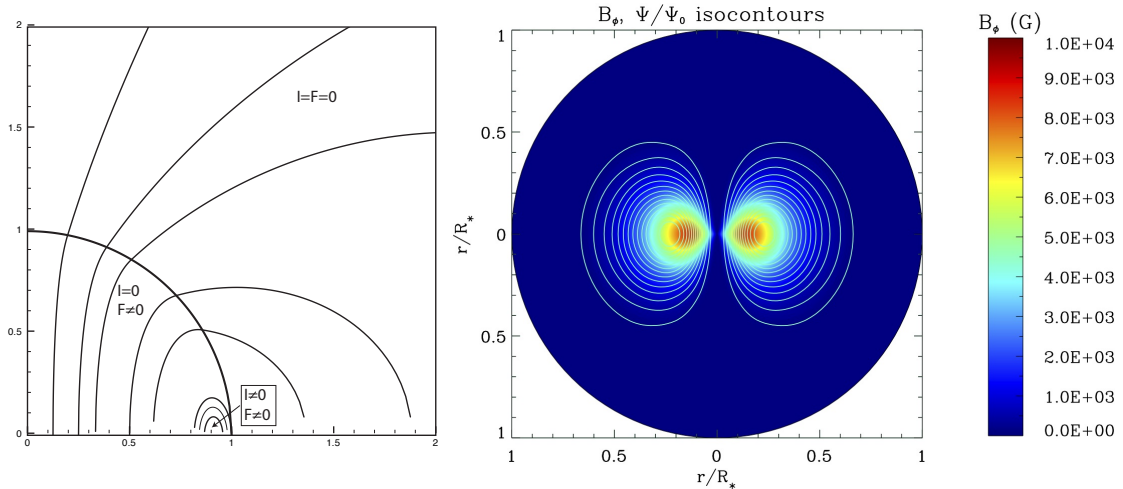 2
1.5
1
0.5
0
0
0.5
1
1.5
2
I=F=0
I=0
F≠0
I≠0
F≠0
B_ϕ, Ψ/Ψ_0 isocontours
1
0.5
0
0.5
1
r/R_*
1
0.5
0
0.5
1
r/R_*
B_ϕ (G)
1.0E+04
9.0E+03
8.0E+03
7.0E+03
6.0E+03
5.0E+03
4.0E+03
3.0E+03
2.0E+03
1.0E+03
0.0E+00